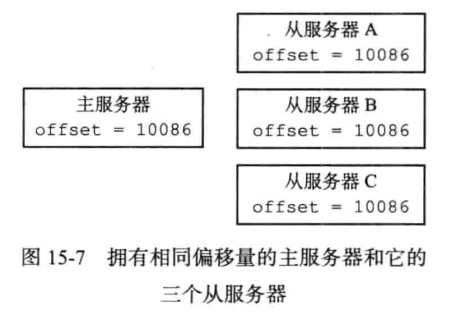 从服务器 A
offset = 10086
主服务器
offset = 10086
从服务器 B
offset = 10086
从服务器 C
offset = 10086
图 15-7 拥有相同偏移量的主服务器和它的
三个从服务器